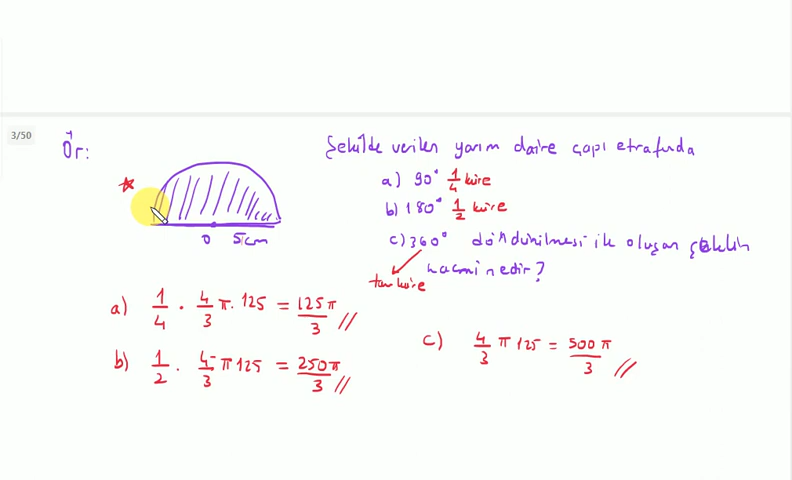 3/50
Ör:
Şekilde verilen yarım daire çapı etrafında
a) 90° 1/4 küre
b) 180° 1/2 küre
c) 360° döndürülmesi ile oluşan şeklin
hacmi nedir?
tam küre
0 5cm
a) 1/4 · 4/3 π · 125 = 125π/3 //
b) 1/2 · 4/3 π 125 = 250π/3 //
c) 4/3 π 125 = 500π/3 //